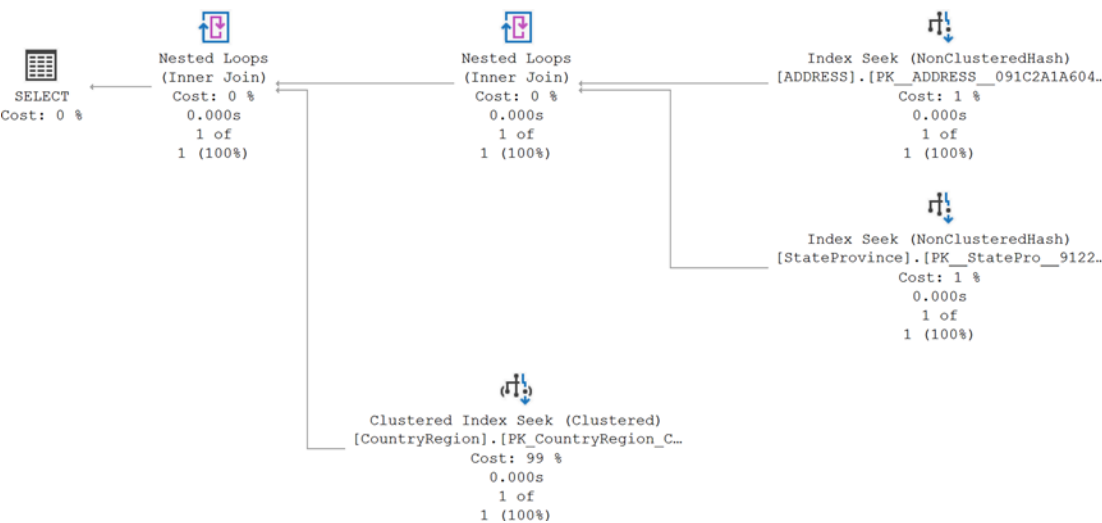 SELECT
Cost: 0 %
Nested Loops
(Inner Join)
Cost: 0 %
0.000s
1 of
1 (100%)
Nested Loops
(Inner Join)
Cost: 0 %
0.000s
1 of
1 (100%)
Index Seek (NonClusteredHash)
[ADDRESS].[PK__ADDRESS__091C2A1A604…
Cost: 1 %
0.000s
1 of
1 (100%)
Index Seek (NonClusteredHash)
[StateProvince].[PK__StatePro__9122…
Cost: 1 %
0.000s
1 of
1 (100%)
Clustered Index Seek (Clustered)
[CountryRegion].[PK_CountryRegion_C…
Cost: 99 %
0.000s
1 of
1 (100%)